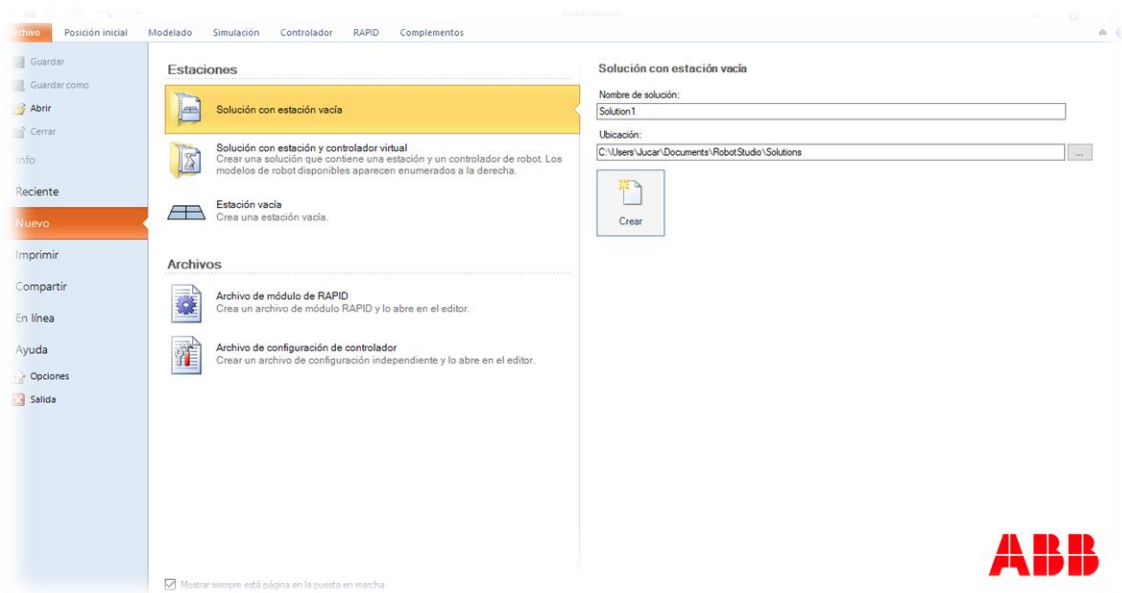 Archivo Posición inicial Modelado Simulación Controlador RAPID Complementos
Guardar
Guardar como
Abrir
Cerrar
Info
Reciente
Nuevo
Imprimir
Compartir
En línea
Ayuda
Opciones
Salida
Estaciones
Solución con estación vacía
Solución con estación y controlador virtual
Crear una solución que contiene una estación y un controlador de robot. Los
modelos de robot disponibles aparecen enumerados a la derecha.
Estación vacía
Crea una estación vacía.
Archivos
Archivo de módulo de RAPID
Crea un archivo de módulo RAPID y lo abre en el editor.
Archivo de configuración de controlador
Crear un archivo de configuración independiente y lo abre en el editor.
Mostrar siempre está página en la puesta en marcha
Solución con estación vacía
Nombre de solución:
Solution1
Ubicación:
C:\Users\Jucar\Documents\RobotStudio\Solutions
...
Crear
ABB